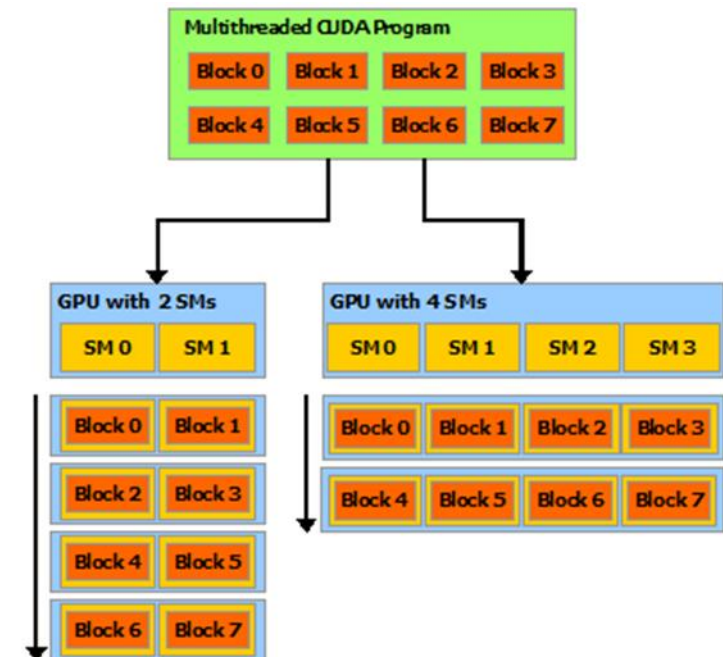 Multithreaded CUDA Program
Block 0 Block 1 Block 2 Block 3
Block 4 Block 5 Block 6 Block 7
GPU with 2 SMs
SM 0 SM 1
Block 0 Block 1
Block 2 Block 3
Block 4 Block 5
Block 6 Block 7
GPU with 4 SMs
SM 0 SM 1 SM 2 SM 3
Block 0 Block 1 Block 2 Block 3
Block 4 Block 5 Block 6 Block 7